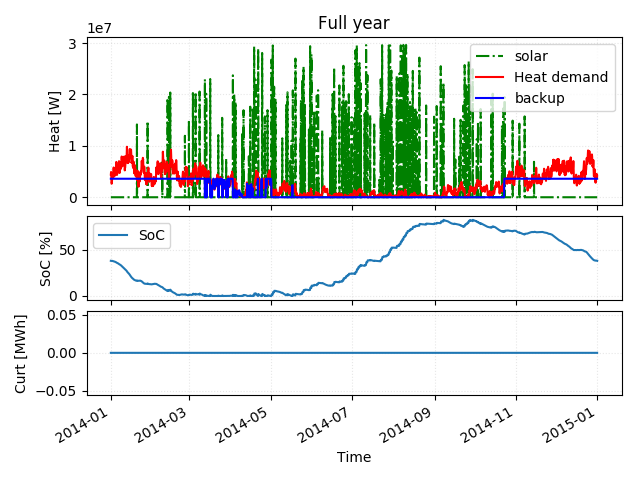 Full year
1e7
3
2
1
0
Heat [W]
solar
Heat demand
backup
50
0
SoC [%]
SoC
0.05
0.00
−0.05
Curt [MWh]
2014-01
2014-03
2014-05
2014-07
2014-09
2014-11
2015-01
Time